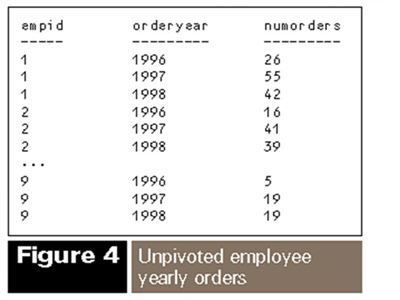 empid orderyear numorders
----- --------- ---------
1 1996 26
1 1997 55
1 1998 42
2 1996 16
2 1997 41
2 1998 39
...
9 1996 5
9 1997 19
9 1998 19
Figure 4 Unpivoted employee
yearly orders